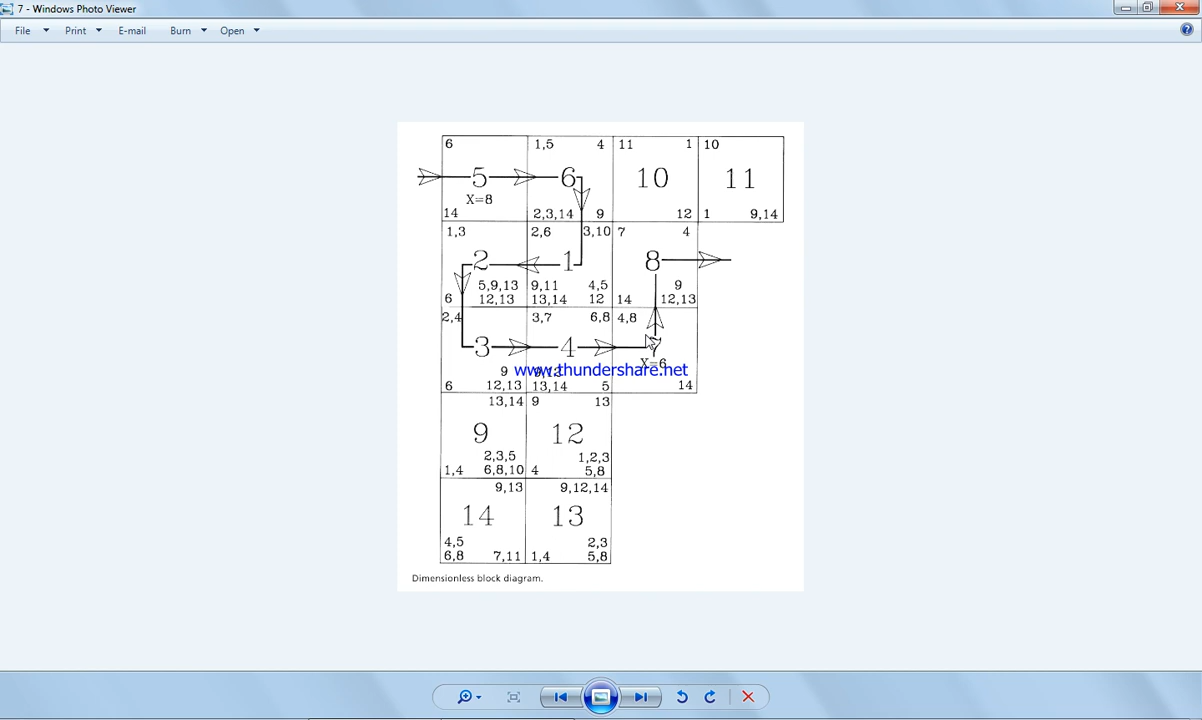 7 - Windows Photo Viewer
File Print E-mail Burn Open
6 1,5 4 11 1 10
5 6 10 11
X=8
14 2,3,14 9 12 1 9,14
1,3 2,6 3,10 7 4
2 1 8
5,9,13 9,11 4,5 9
6 12,13 13,14 12 14 12,13
2,4 3,7 6,8 4,8
3 4 7
X=6
9
www.thundershare.net
6 12,13 13,14 5 14
13,14 9 13
9 12
2,3,5 1,2,3
1,4 6,8,10 4 5,8
9,13 9,12,14
14 13
4,5 2,3
6,8 7,11 1,4 5,8
Dimensionless block diagram.